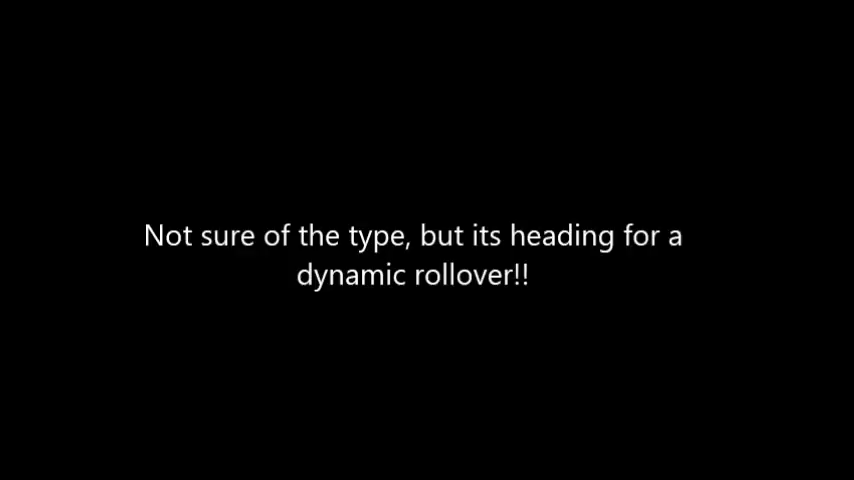 Not sure of the type, but its heading for a
dynamic rollover!!